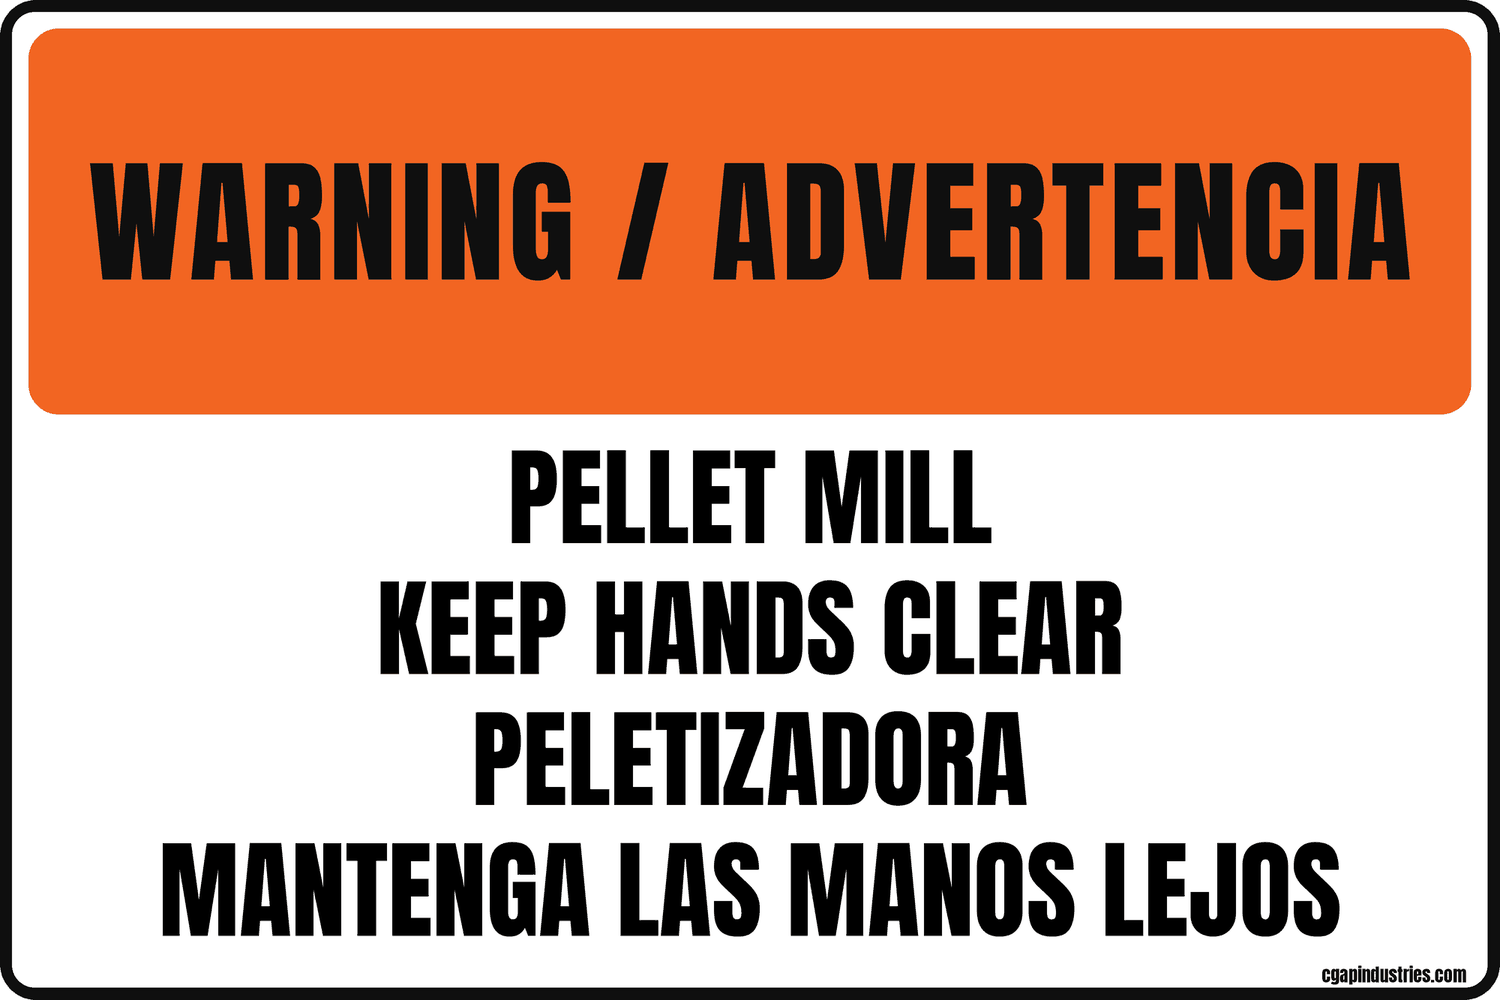 WARNING / ADVERTENCIA
PELLET MILL
KEEP HANDS CLEAR
PELETIZADORA
MANTENGA LAS MANOS LEJOS
cgapindustries.com